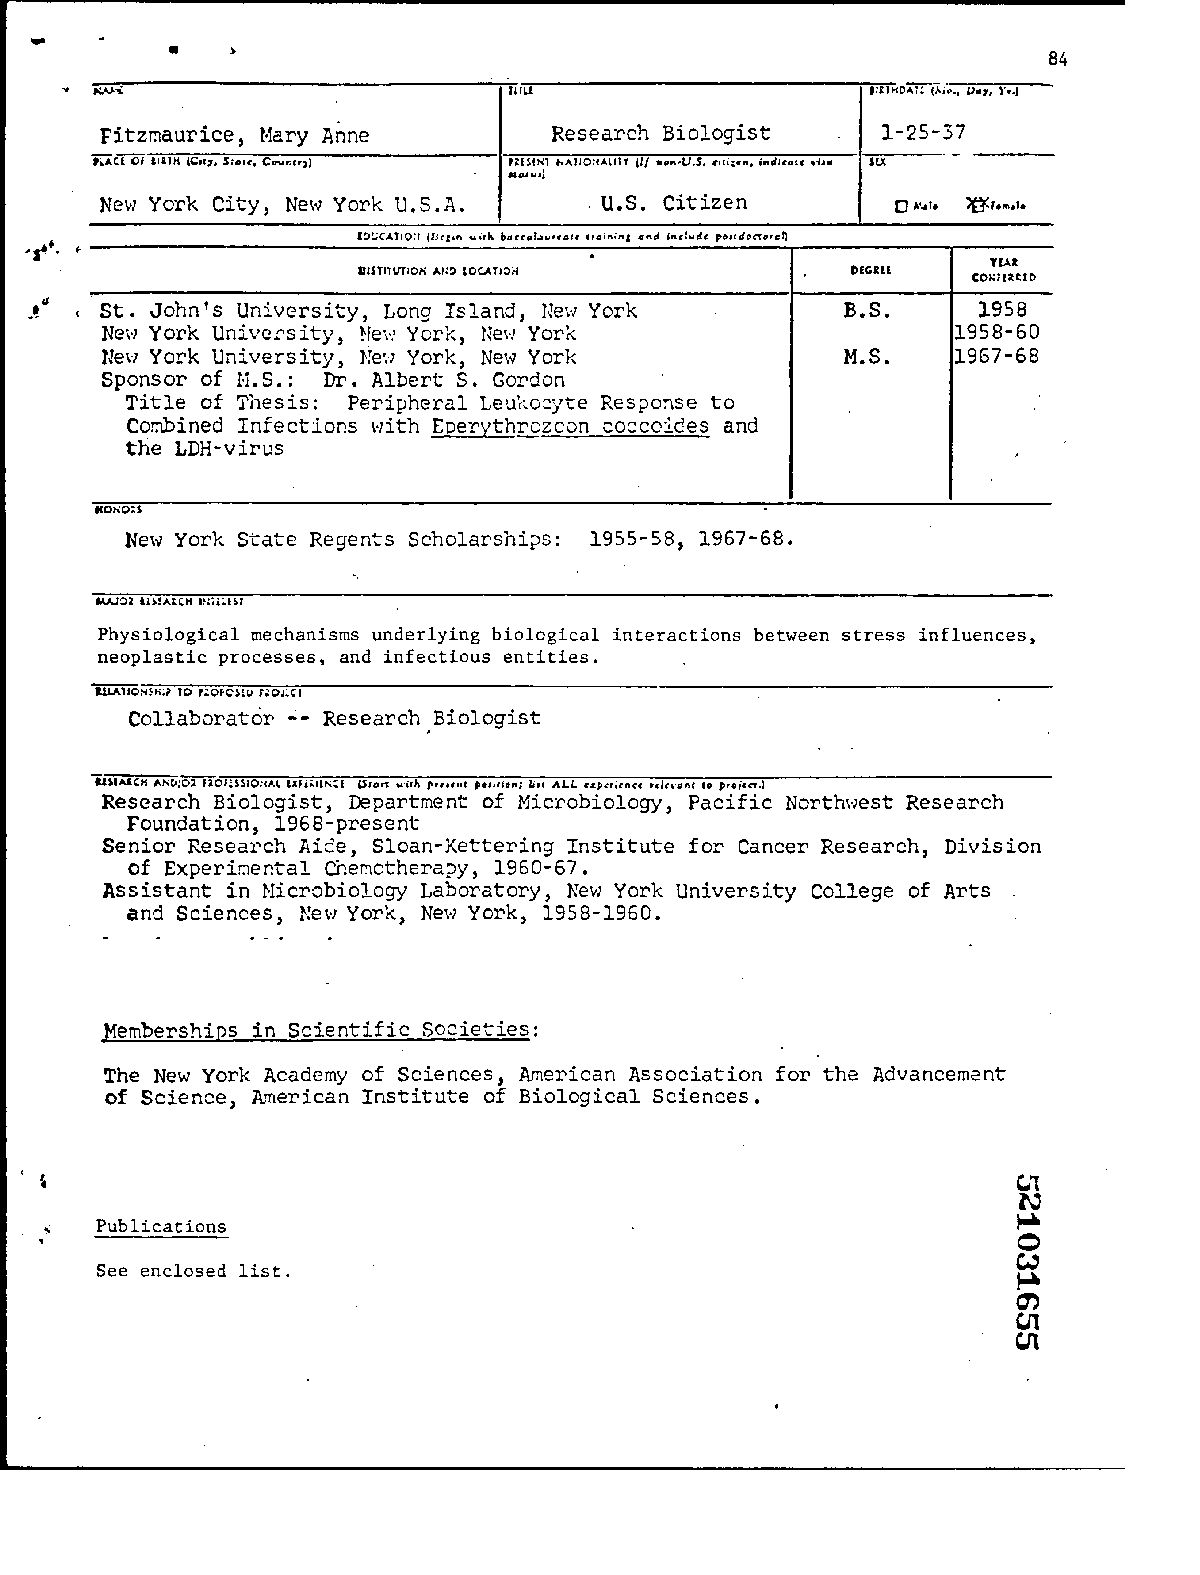 84
NAME
TITLE
BIRTHDATE (Mo., Day, Yr.)
Fitzmaurice, Mary Anne
Research Biologist
1-25-37
PLACE OF BIRTH (City, State, Country)
PRESENT NATIONALITY (If non-U.S. citizen, indicate visa status)
SEX
New York City, New York U.S.A.
U.S. Citizen
Male XX Female
EDUCATION (Begin with baccalaureate training and include postdoctoral)
INSTITUTION AND LOCATION
DEGREE
YEAR CONFERRED
St. John's University, Long Island, New York B.S. 1958
New York University, New York, New York 1958-60
New York University, New York, New York M.S. 1967-68
Sponsor of M.S.: Dr. Albert S. Gordon
Title of Thesis: Peripheral Leukocyte Response to
Combined Infections with Eperythrozoon coccoides and
the LDH-virus
HONORS
New York State Regents Scholarships: 1955-58, 1967-68.
MAJOR RESEARCH INTEREST
Physiological mechanisms underlying biological interactions between stress influences,
neoplastic processes, and infectious entities.
RELATIONSHIP TO PROPOSED PROJECT
Collaborator -- Research Biologist
RESEARCH AND/OR PROFESSIONAL EXPERIENCE (Start with present position; list ALL experience relevant to project.)
Research Biologist, Department of Microbiology, Pacific Northwest Research
Foundation, 1968-present
Senior Research Aide, Sloan-Kettering Institute for Cancer Research, Division
of Experimental Chemotherapy, 1960-67.
Assistant in Microbiology Laboratory, New York University College of Arts
and Sciences, New York, New York, 1958-1960.
Memberships in Scientific Societies:
The New York Academy of Sciences, American Association for the Advancement
of Science, American Institute of Biological Sciences.
Publications
See enclosed list.
521031655